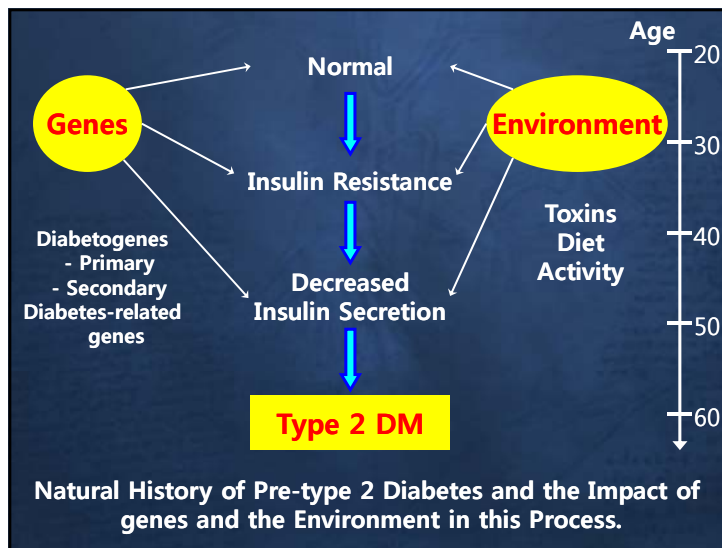 Age
20
Normal
Genes
Environment
30
Insulin Resistance
Toxins
Diet
Activity
40
Diabetogenes
- Primary
- Secondary
Diabetes-related
genes
Decreased
Insulin Secretion
50
Type 2 DM
60
Natural History of Pre-type 2 Diabetes and the Impact of
genes and the Environment in this Process.